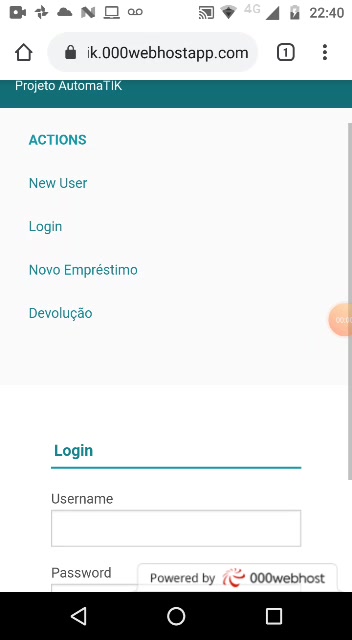 4G 22:40
ik.000webhostapp.com 1
Projeto AutomaTIK
ACTIONS
New User
Login
Novo Empréstimo
Devolução
Login
Username
Password
Powered by 000webhost